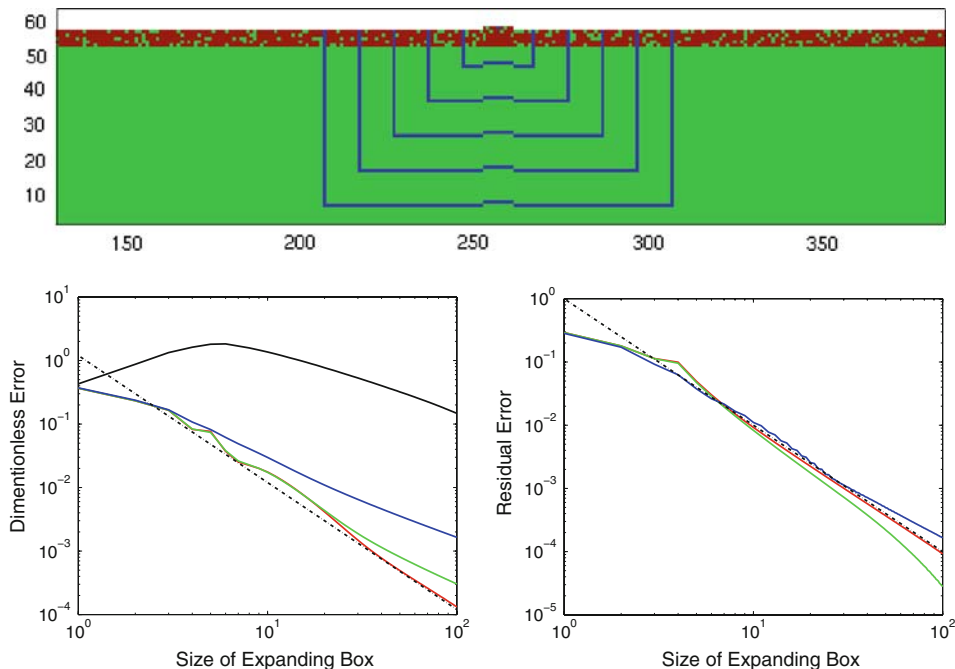 60
50
40
30
20
10
150 200 250 300 350
10^1
10^0
10^-1
10^-2
10^-3
10^-4
Dimentionless Error
10^0 10^1 10^2
Size of Expanding Box
10^0
10^-1
10^-2
10^-3
10^-4
10^-5
Residual Error
10^0 10^1 10^2
Size of Expanding Box